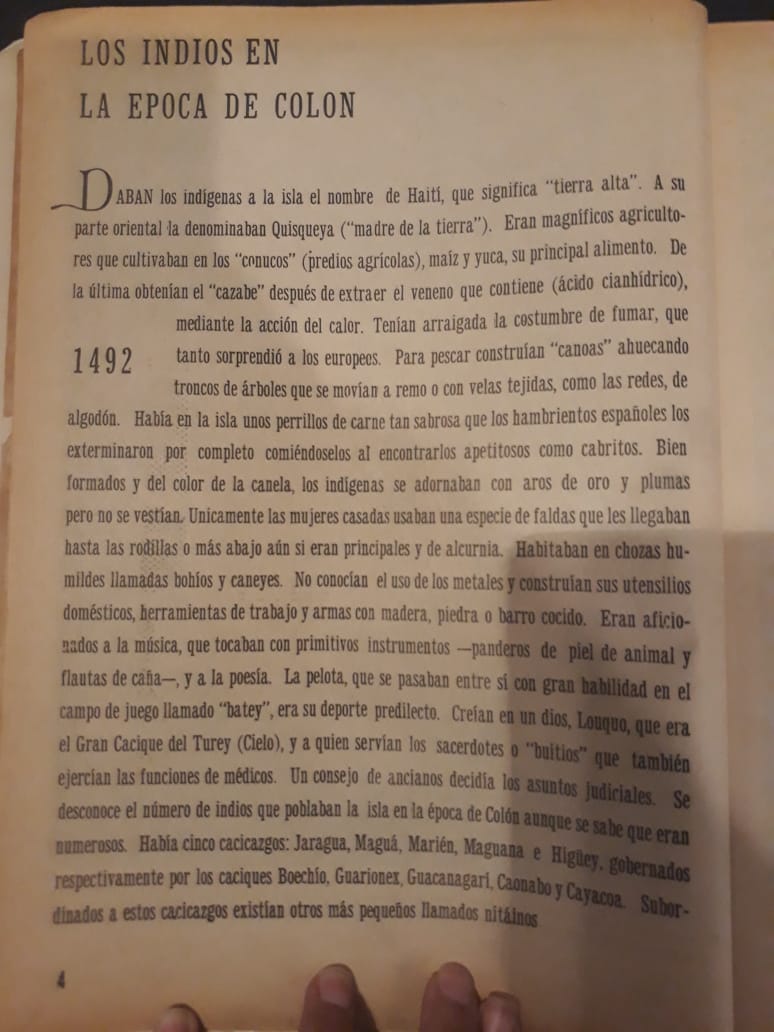 LOS INDIOS EN
LA EPOCA DE COLON
DABAN los indígenas a la isla el nombre de Haití, que significa "tierra alta". A su
parte oriental la denominaban Quisqueya ("madre de la tierra"). Eran magníficos agriculto-
res que cultivaban en los "conucos" (predios agrícolas), maíz y yuca, su principal alimento. De
la última obtenían el "cazabe" después de extraer el veneno que contiene (ácido cianhídrico),
mediante la acción del calor. Tenían arraigada la costumbre de fumar, que
1492
tanto sorprendió a los europees. Para pescar construían "canoas" ahuecando
troncos de árboles que se movían a remo o con velas tejidas, como las redes, de
algodón. Había en la isla unos perrillos de carne tan sabrosa que los hambrientos españoles los
exterminaron por completo comiéndoselos al encontrarlos apetitosos como cabritos. Bien
formados y del color de la canela, los indígenas se adornaban con aros de oro y plumas
pero no se vestían. Unicamente las mujeres casadas usaban una especie de faldas que les llegaban
hasta las rodillas o más abajo aún si eran principales y de alcurnia. Habitaban en chozas hu-
mildes llamadas bohíos y caneyes. No conocían el uso de los metales y construían sus utensilios
domésticos, herramientas de trabajo y armas con madera, piedra o barro cocido. Eran aficio-
nados a la música, que tocaban con primitivos instrumentos —panderos de piel de animal y
flautas de caña—, y a la poesía. La pelota, que se pasaban entre sí con gran habilidad en el
campo de juego llamado "batey", era su deporte predilecto. Creían en un dios, Louquo, que era
el Gran Cacique del Turey (Cielo), y a quien servían los sacerdotes o "buitios" que también
ejercían las funciones de médicos. Un consejo de ancianos decidía los asuntos judiciales. Se
desconoce el número de indios que poblaban la isla en la época de Colón aunque se sabe que eran
numerosos. Había cinco cacicazgos: Jaragua, Maguá, Marién, Maguana e Higüey, gobernados
respectivamente por los caciques Boechío, Guarionex, Guacanagarí, Caonabo y Cayacoa. Subor-
dinados a estos cacicazgos existían otros más pequeños llamados nitáinos
4